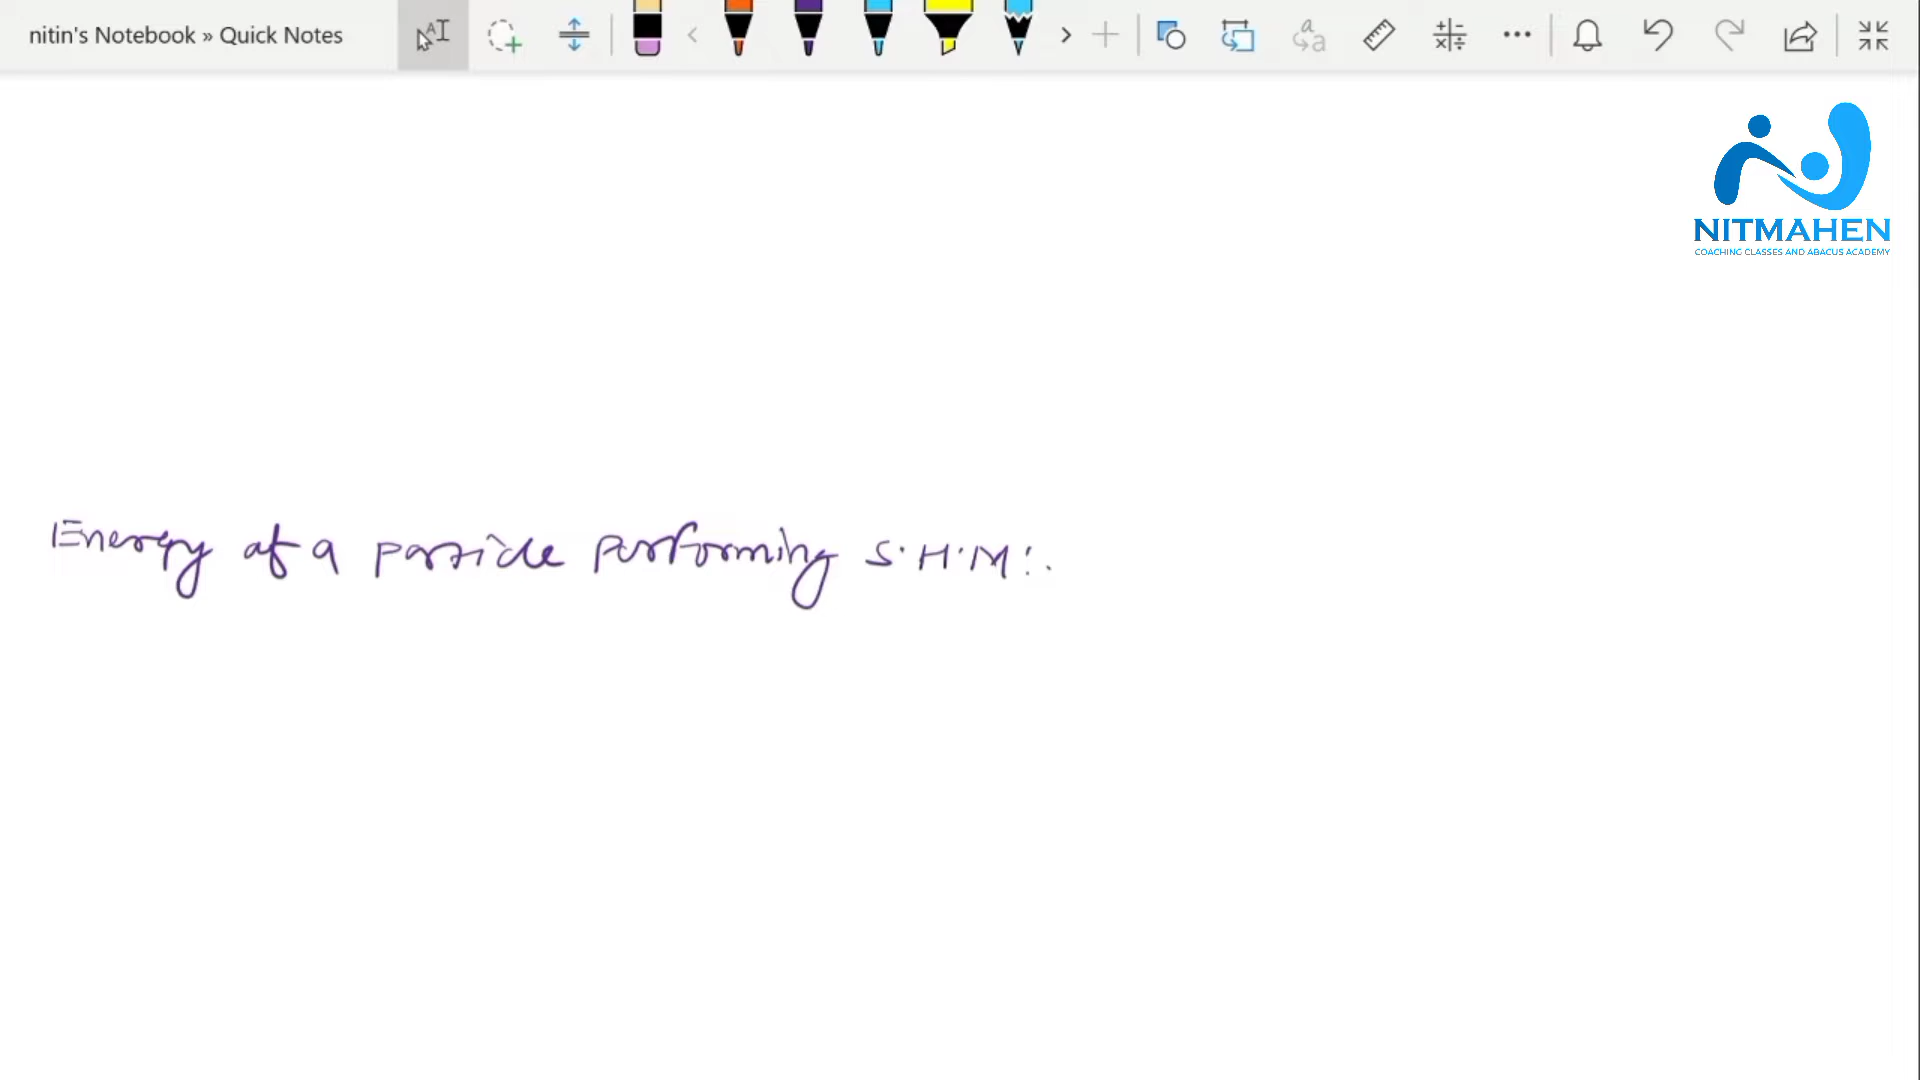 nitin's Notebook » Quick Notes
NITMAHEN
COACHING CLASSES AND ABACUS ACADEMY
Energy of a particle performing S.H.M:.